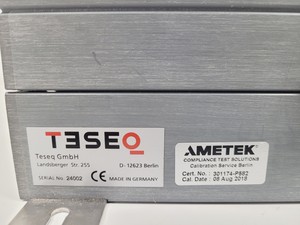 TESEQ
Teseq GmbH
Landsberger Str. 255 D- 12623 Berlin
SERIAL No. 24002 CE MADE IN GERMANY
AMETEK
COMPLIANCE TEST SOLUTIONS
Calibration Service Berlin
Cert. No. : 301174-P582
Cal. Date : 08 Aug 2018